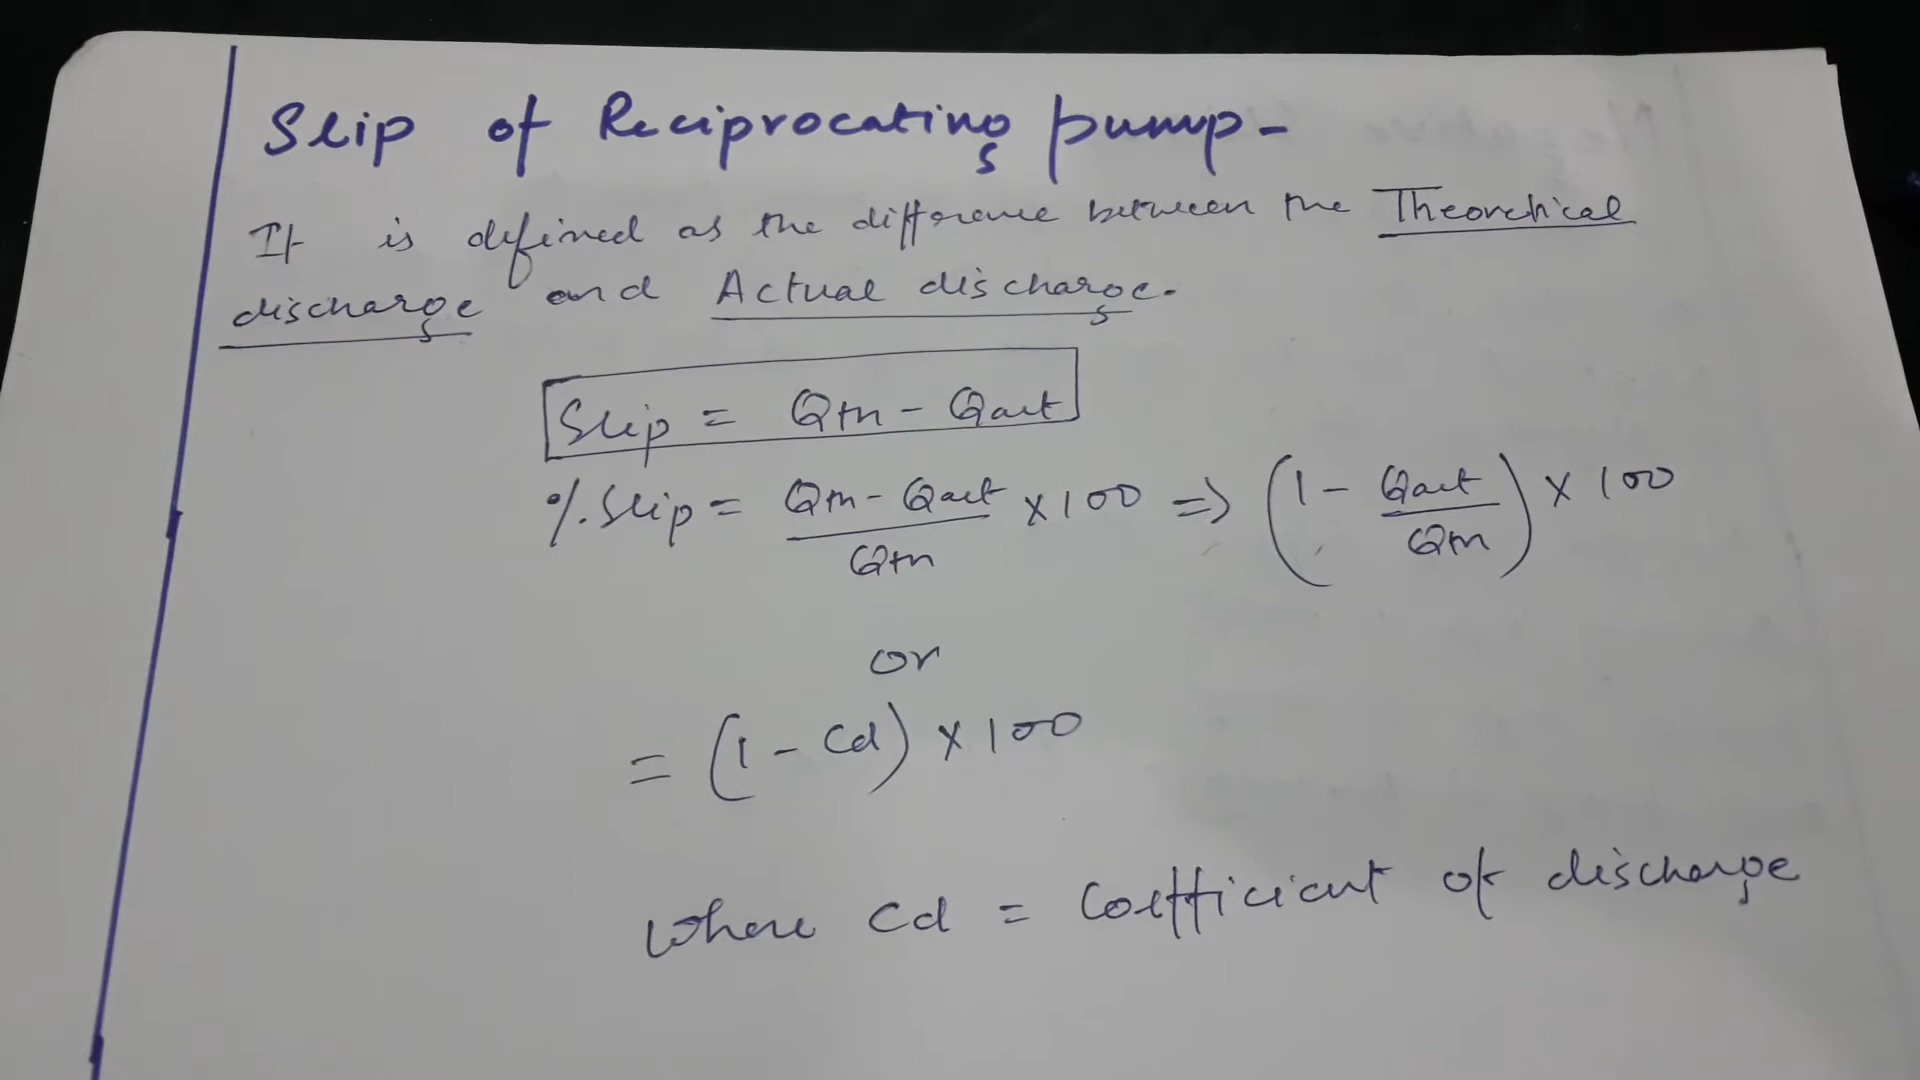 Slip of Reciprocating pump-
It is defined as the difference between the Theoretical
discharge and Actual discharge.
Slip = Qth - Qact
%.Slip = Qth - Qact / Qth × 100 => (1 - Qact / Qth) × 100
or
= (1 - Cd) × 100
where Cd = Coefficient of discharge